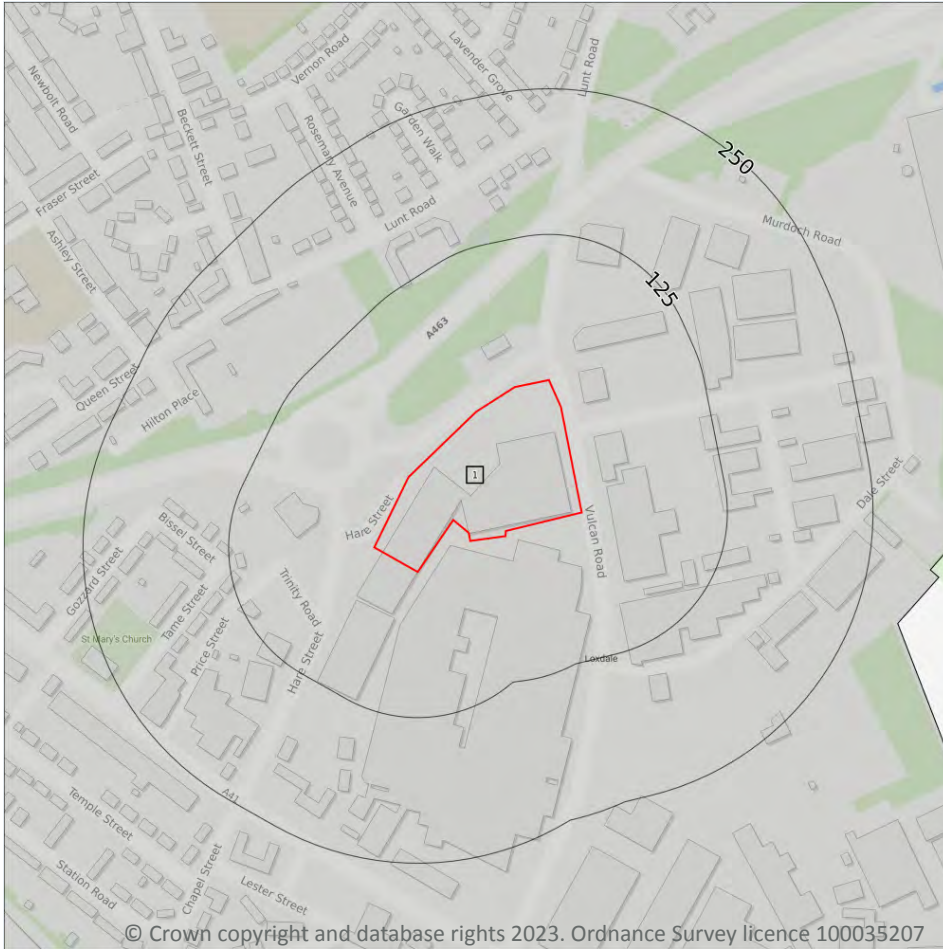 Lunt Road
Lavender Grove
Vernon Road
Newbolt Road
Beckett Street
Rosemary Avenue
Garden Walk
250
Fraser Street
Lunt Road
Murdoch Road
Ashley Street
125
A463
Queen Street
Hilton Place
1
Hare Street
Dale Street
Vulcan Road
Bissel Street
Gozzard Street
Tame Street
Trinity Road
St Mary's Church
Price Street
Hare Street
Loxdale
A41
Temple Street
Chapel Street
Station Road
Lester Street
© Crown copyright and database rights 2023. Ordnance Survey licence 100035207